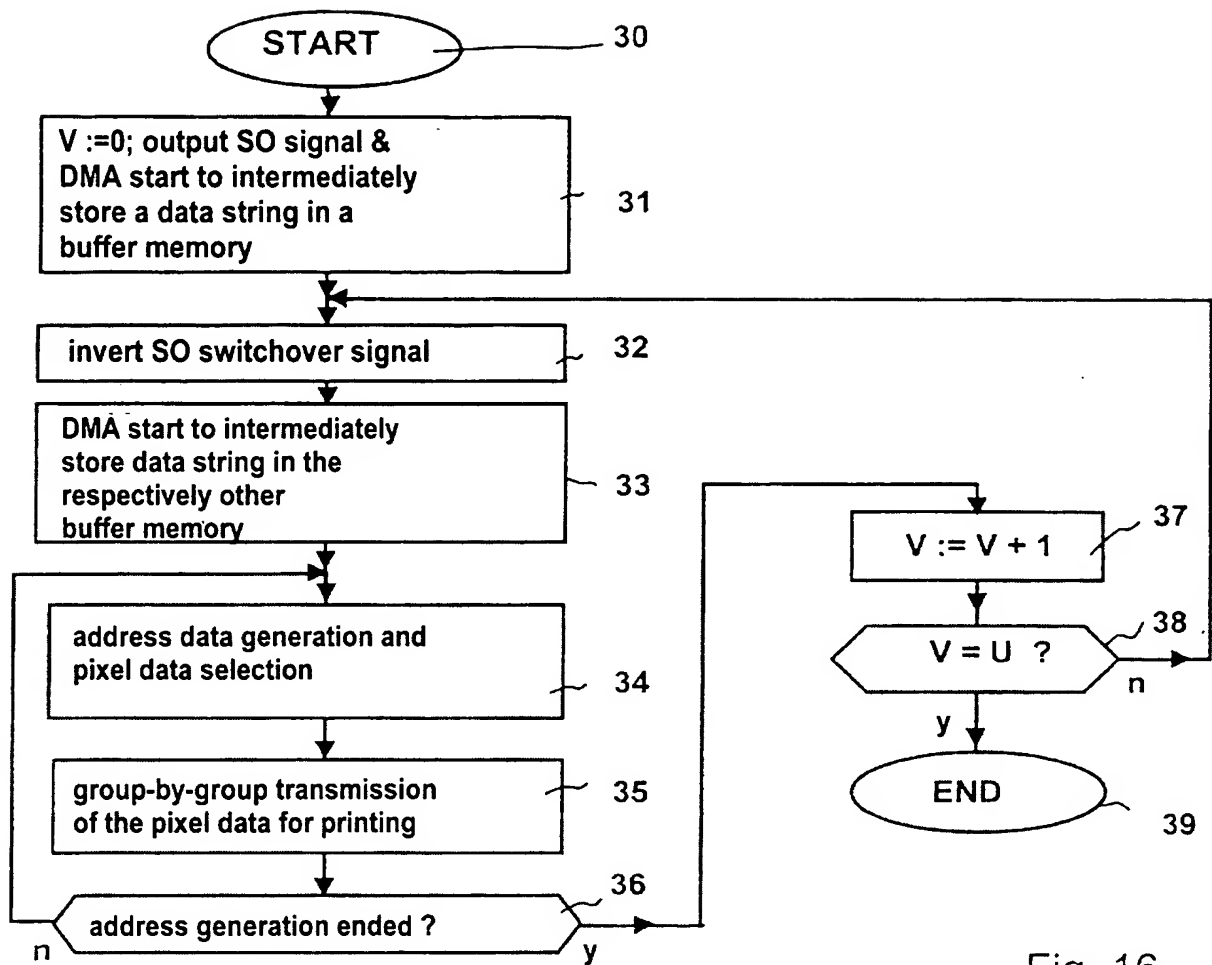 START
30
V :=0; output SO signal &
DMA start to intermediately
store a data string in a
buffer memory
31
invert SO switchover signal
32
DMA start to intermediately
store data string in the
respectively other
buffer memory
33
address data generation and
pixel data selection
34
group-by-group transmission
of the pixel data for printing
35
address generation ended ?
36
n
y
V := V + 1
37
V = U ?
38
n
y
END
39
Fig. 16